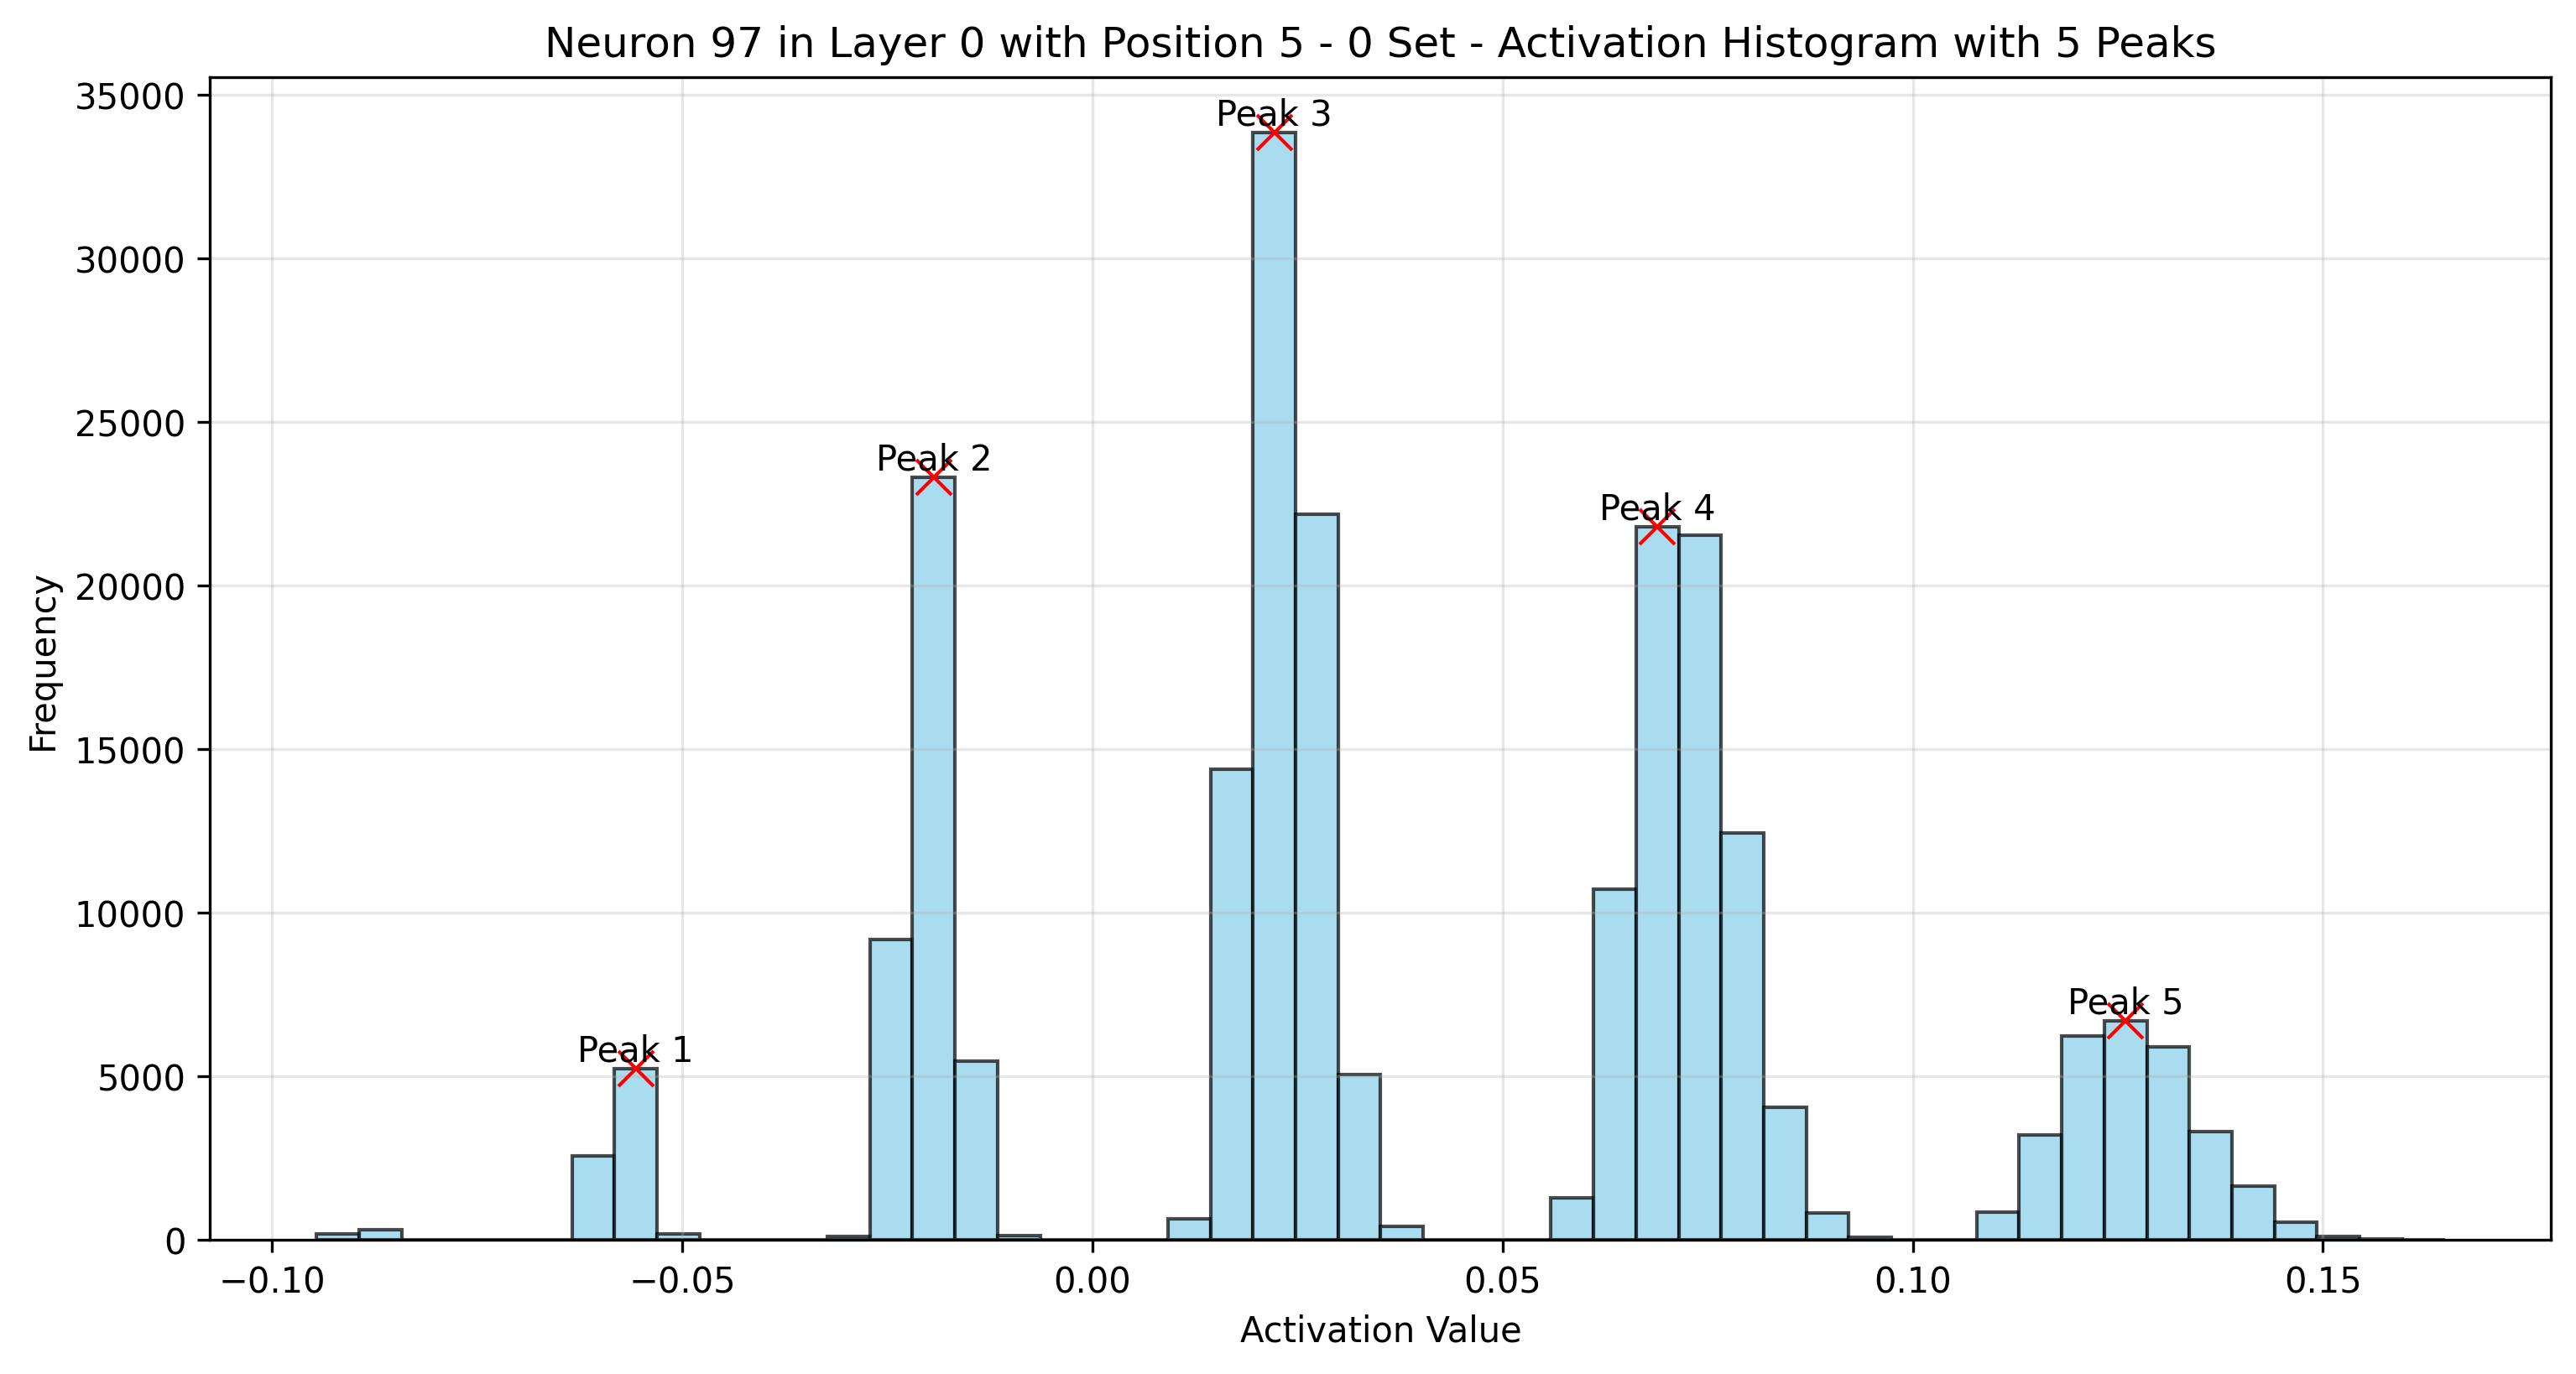 Neuron 97 in Layer 0 with Position 5 - 0 Set - Activation Histogram with 5 Peaks
35000
30000
25000
20000
15000
10000
5000
0
Frequency
Peak 1
Peak 2
Peak 3
Peak 4
Peak 5
−0.10
−0.05
0.00
0.05
0.10
0.15
Activation Value